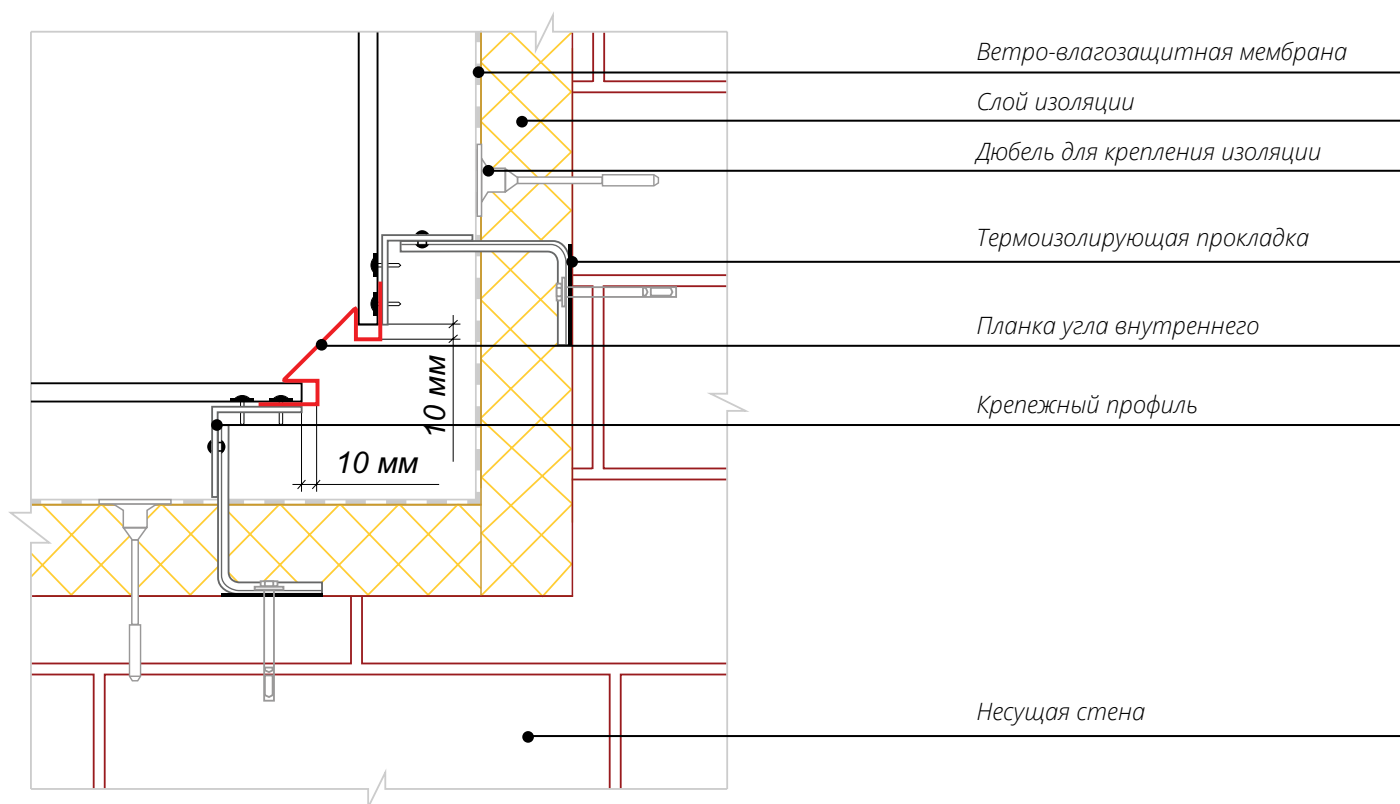 Ветро-влагозащитная мембрана
Слой изоляции
Дюбель для крепления изоляции
Термоизолирующая прокладка
Планка угла внутреннего
Крепежный профиль
10 мм
10 мм
Несущая стена